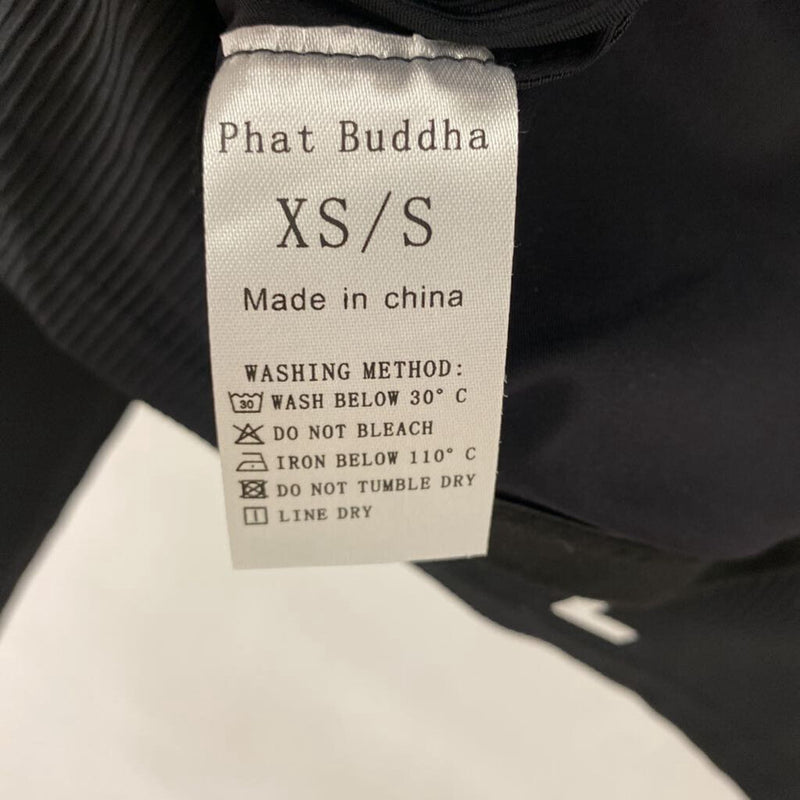 Phat Buddha
XS/S
Made in china
WASHING METHOD:
30 WASH BELOW 30° C
DO NOT BLEACH
IRON BELOW 110° C
DO NOT TUMBLE DRY
LINE DRY